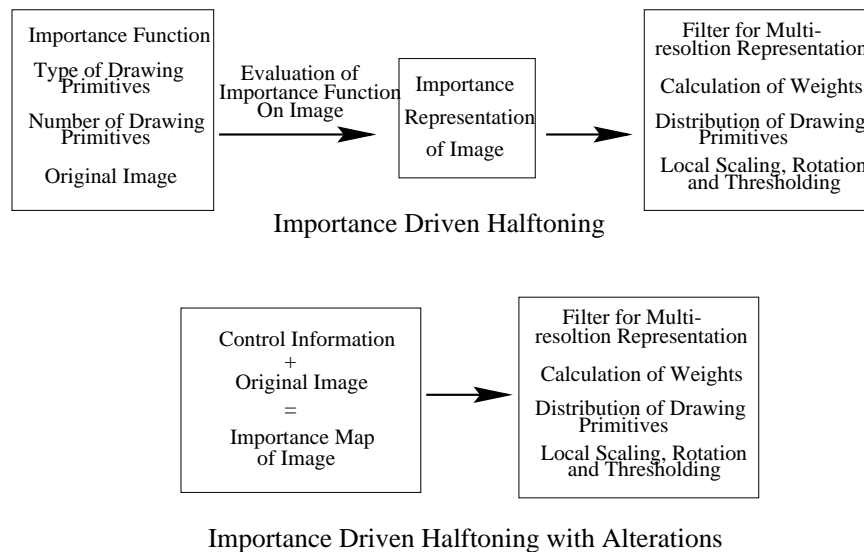 Importance Function
Type of Drawing
Primitives
Number of Drawing
Primitives
Original Image
Evaluation of
Importance Function
On Image
Importance
Representation
of Image
Filter for Multi-
resoltion Representation
Calculation of Weights
Distribution of Drawing
Primitives
Local Scaling, Rotation
and Thresholding
Importance Driven Halftoning
Control Information
+
Original Image
=
Importance Map
of Image
Filter for Multi-
resoltion Representation
Calculation of Weights
Distribution of Drawing
Primitives
Local Scaling, Rotation
and Thresholding
Importance Driven Halftoning with Alterations